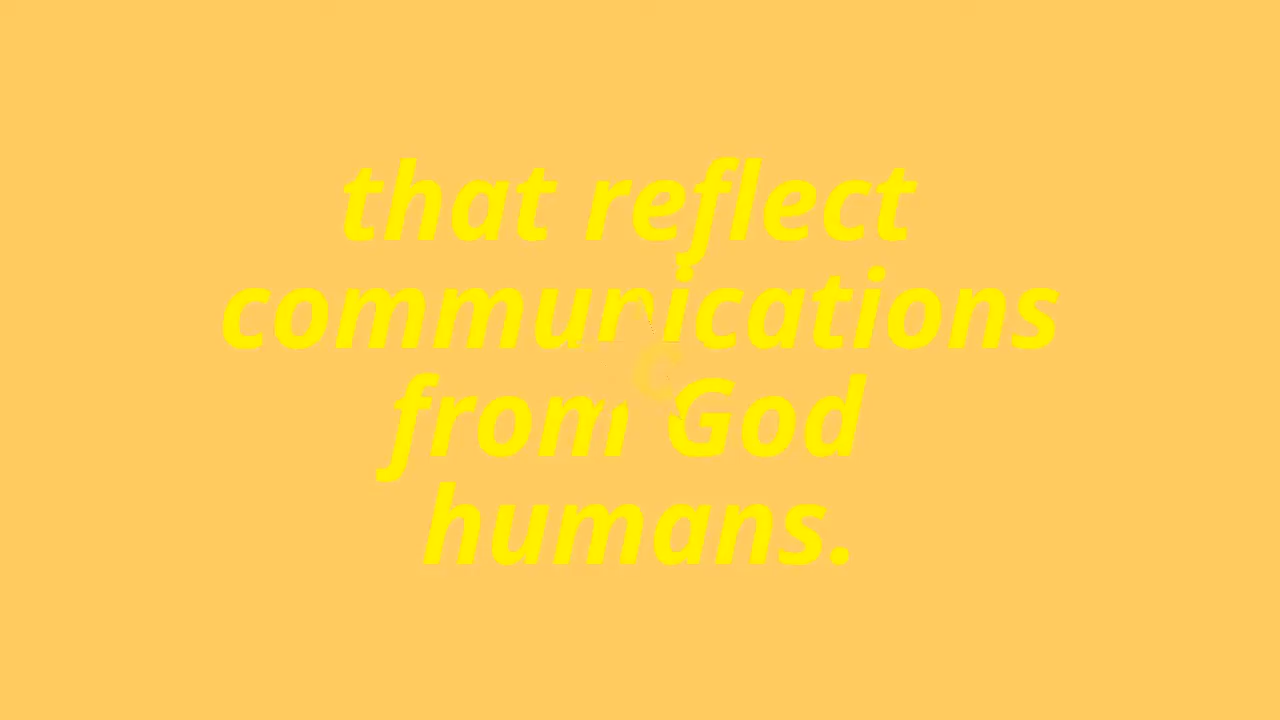 that reflect
communications
from God
humans.